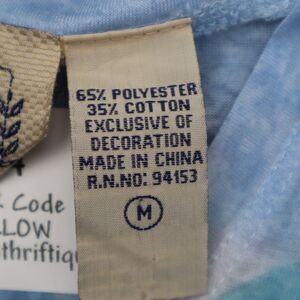 65% POLYESTER
35% COTTON
EXCLUSIVE OF
DECORATION
MADE IN CHINA
R.N.NO: 94153
M
Code
LOW
thriftiq